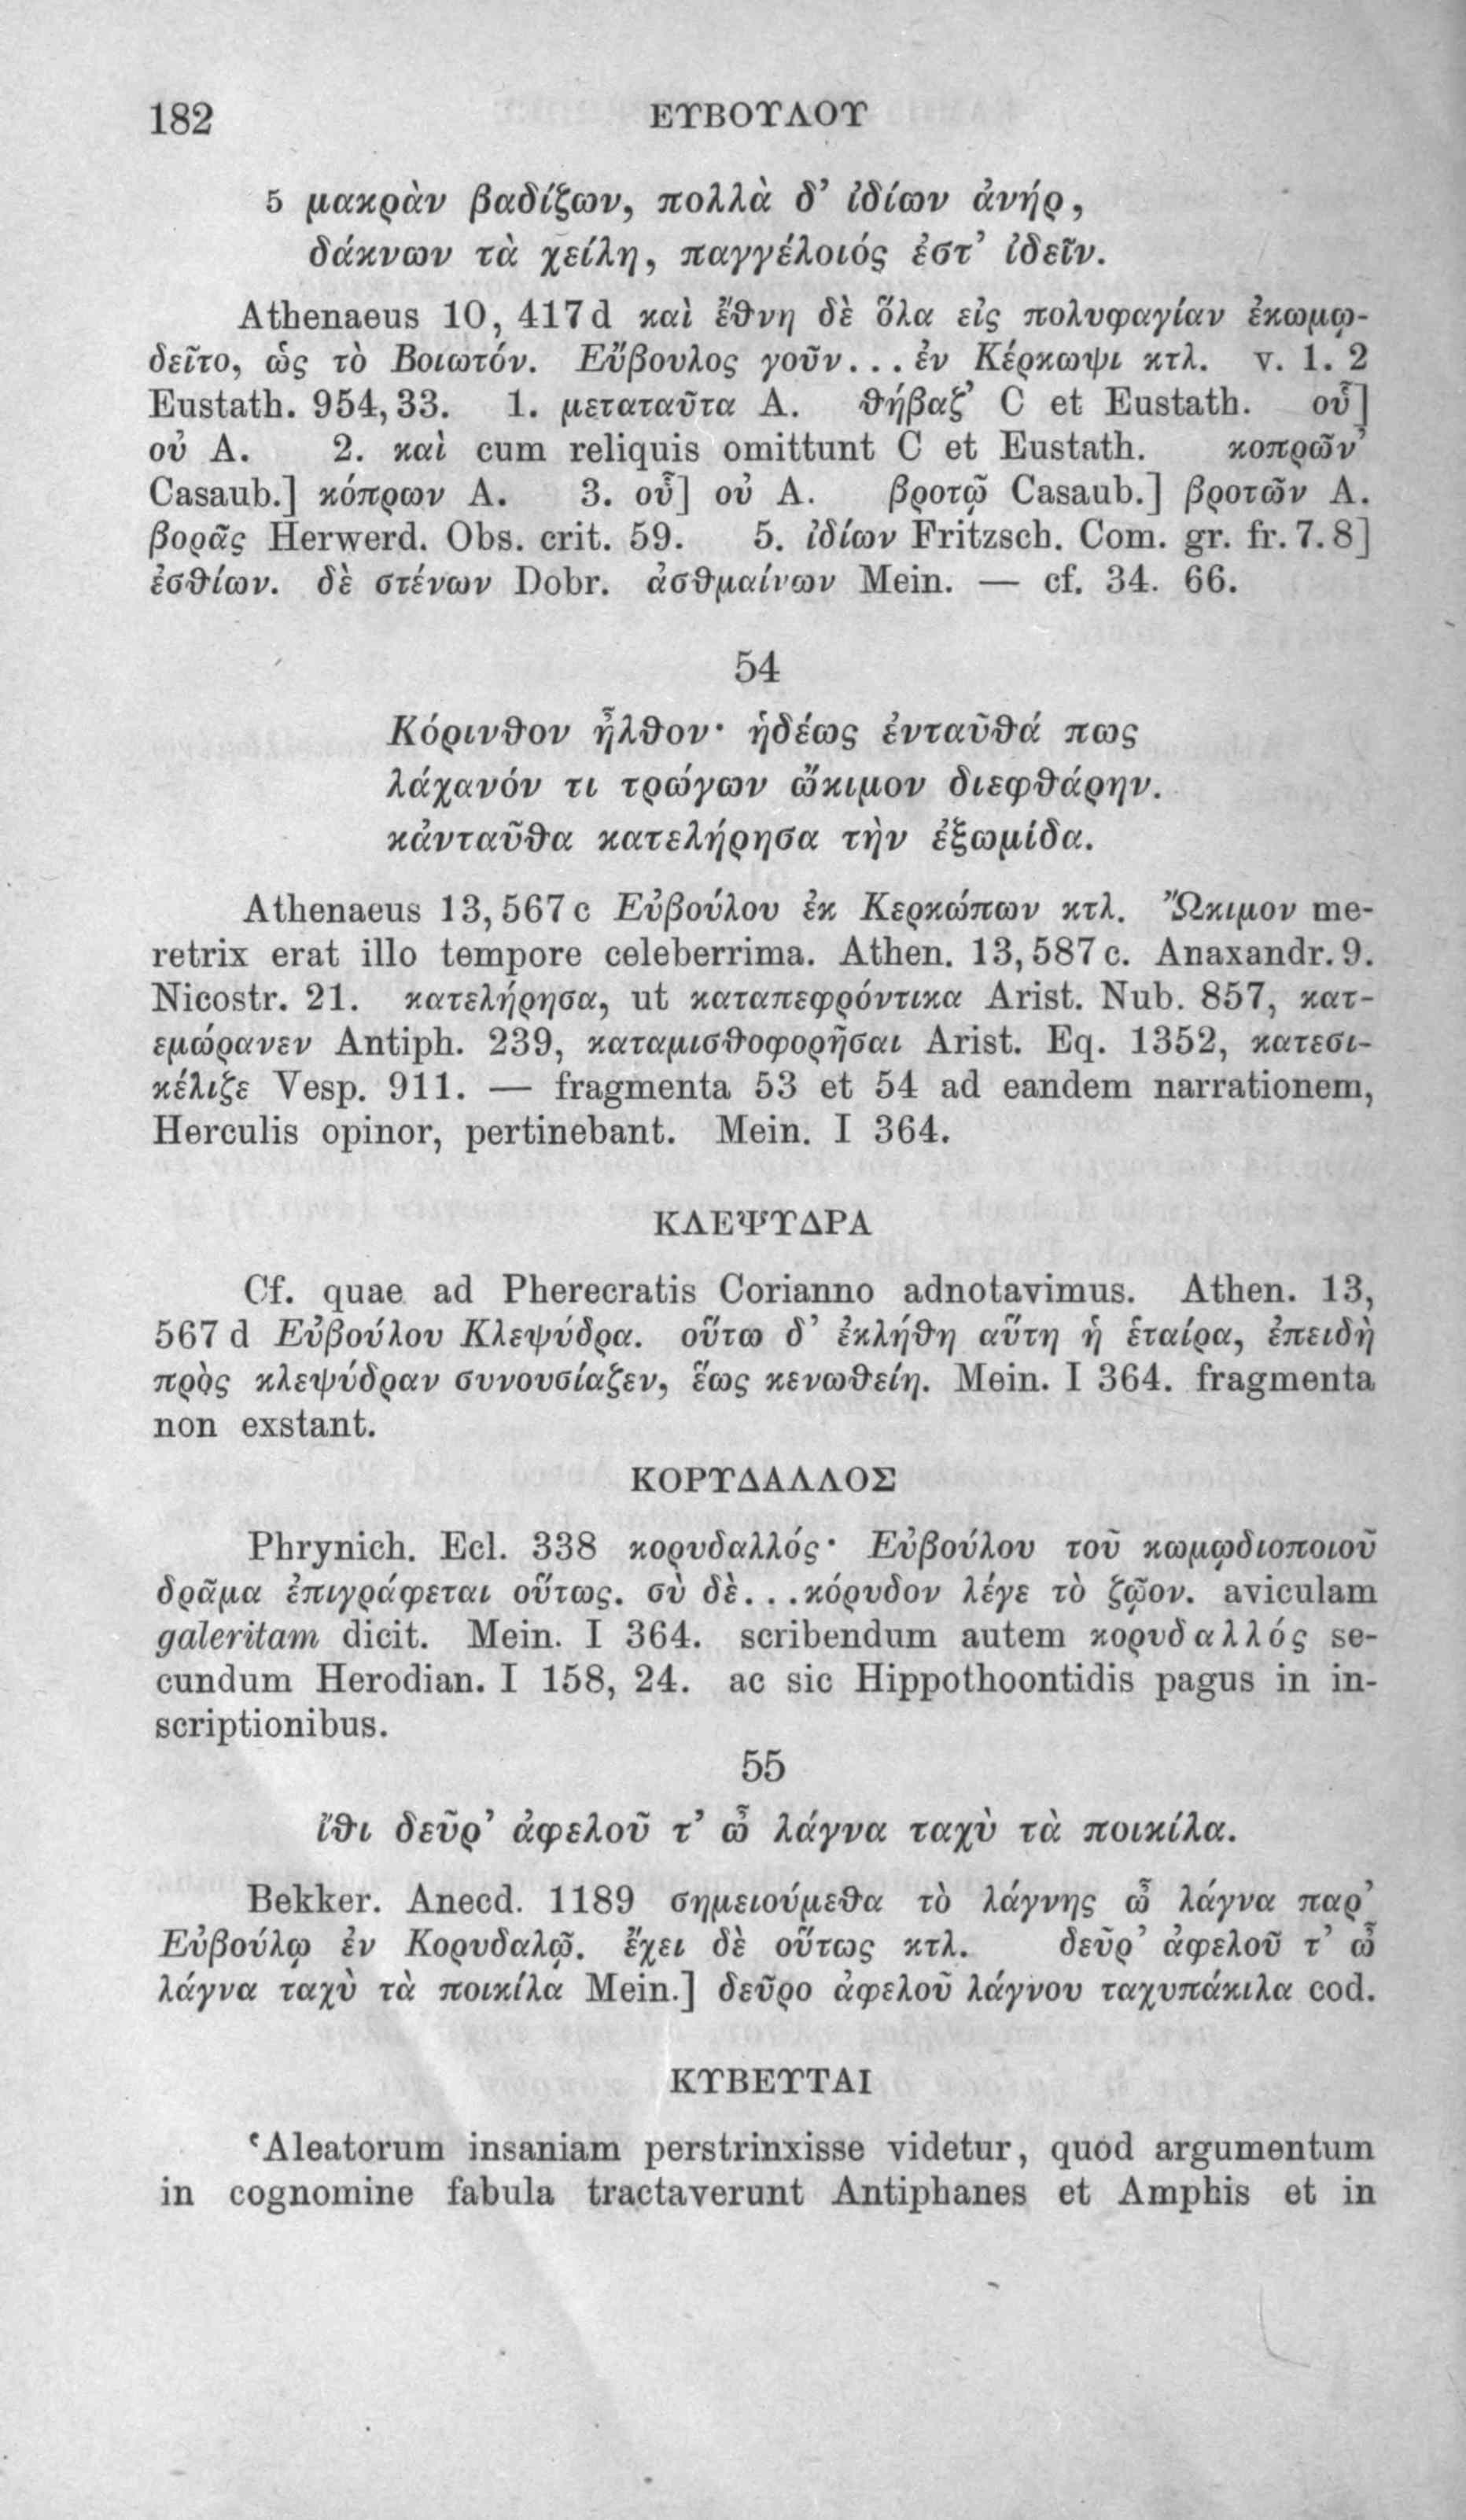 182 ΕΥΒΟΥΛΟΥ
5 μακρὰν βαδίζων, πολλὰ δ’ ἰδίων ἀνήρ,
δάκνων τὰ χείλη, παγγέλοιός ἐστ’ ἰδεῖν.
Athenaeus 10, 417d καὶ ἔθνη δὲ ὅλα εἰς πολυφαγίαν ἐκωμῳ-
δεῖτο, ὡς τὸ Βοιωτόν. Εὔβουλος γοῦν... ἐν Κέρκωψι κτλ. v. 1. 2
Eustath. 954, 33. 1. μεταταῦτα A. θήβαζ’ C et Eustath. οὗ]
οὐ A. 2. καὶ cum reliquis omittunt C et Eustath. κοπρῶν’
Casaub.] κόπρων A. 3. οὗ] οὐ A. βροτῷ Casaub.] βροτῶν A.
βορᾶς Herwerd. Obs. crit. 59. 5. ἰδίων Fritzsch. Com. gr. fr. 7. 8]
ἐσθίων. δὲ στένων Dobr. ἀσθμαίνων Mein. — cf. 34. 66.
54
Κόρινθον ἦλθον· ἡδέως ἐνταῦθά πως
λάχανόν τι τρώγων ὤκιμον διεφθάρην.
κἀνταῦθα κατελήρησα τὴν ἐξωμίδα.
Athenaeus 13, 567c Εὐβούλου ἐκ Κερκώπων κτλ. Ὤκιμον me-
retrix erat illo tempore celeberrima. Athen. 13, 587c. Anaxandr. 9.
Nicostr. 21. κατελήρησα, ut καταπεφρόντικα Arist. Nub. 857, κατ-
εμώρανεν Antiph. 239, καταμισθοφορῆσαι Arist. Eq. 1352, κατεσι-
κέλιζε Vesp. 911. — fragmenta 53 et 54 ad eandem narrationem,
Herculis opinor, pertinebant. Mein. I 364.
ΚΛΕΨΥΔΡΑ
Cf. quae ad Pherecratis Corianno adnotavimus. Athen. 13,
567 d Εὐβούλου Κλεψύδρα. οὕτω δ’ ἐκλήθη αὕτη ἡ ἑταίρα, ἐπειδὴ
πρὸς κλεψύδραν συνουσίαζεν, ἕως κενωθείη. Mein. I 364. fragmenta
non exstant.
ΚΟΡΥΔΑΛΛΟΣ
Phrynich. Ecl. 338 κορυδαλλός· Εὐβούλου τοῦ κωμῳδιοποιοῦ
δρᾶμα ἐπιγράφεται οὕτως. σὺ δὲ... κόρυδον λέγε τὸ ζῷον. aviculam
galeritam dicit. Mein. I 364. scribendum autem κορυδαλλός se-
cundum Herodian. I 158, 24. ac sic Hippothoontidis pagus in in-
scriptionibus.
55
ἴθι δεῦρ’ ἀφελοῦ τ’ ὦ λάγνα ταχὺ τὰ ποικίλα.
Bekker. Anecd. 1189 σημειούμεθα τὸ λάγνης ὦ λάγνα παρ’
Εὐβούλῳ ἐν Κορυδαλῷ. ἔχει δὲ οὕτως κτλ. δεῦρ’ ἀφελοῦ τ’ ὦ
λάγνα ταχὺ τὰ ποικίλα Mein.] δεῦρο ἀφελοῦ λάγνου ταχυπάκιλα cod.
ΚΥΒΕΥΤΑΙ
‘Aleatorum insaniam perstrinxisse videtur, quod argumentum
in cognomine fabula tractaverunt Antiphanes et Amphis et in